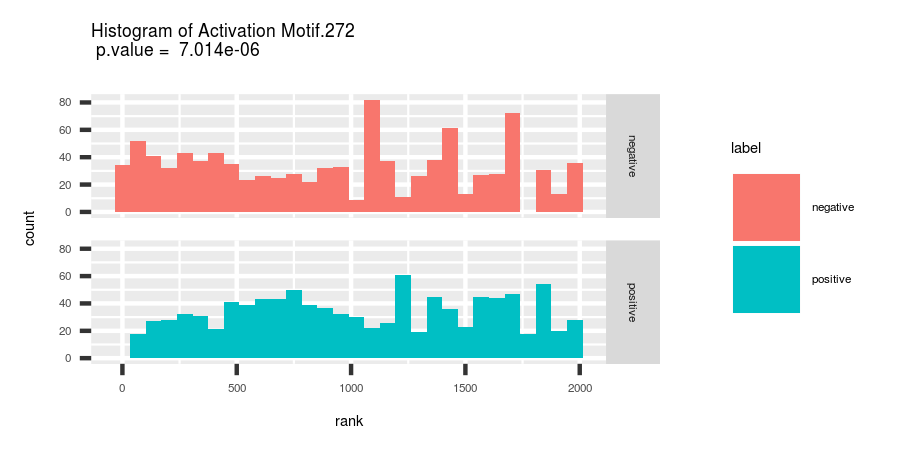 Histogram of Activation Motif.272
p.value = 7.014e-06
count
80
60
40
20
0
negative
80
60
40
20
0
positive
0
500
1000
1500
2000
rank
label
negative
positive